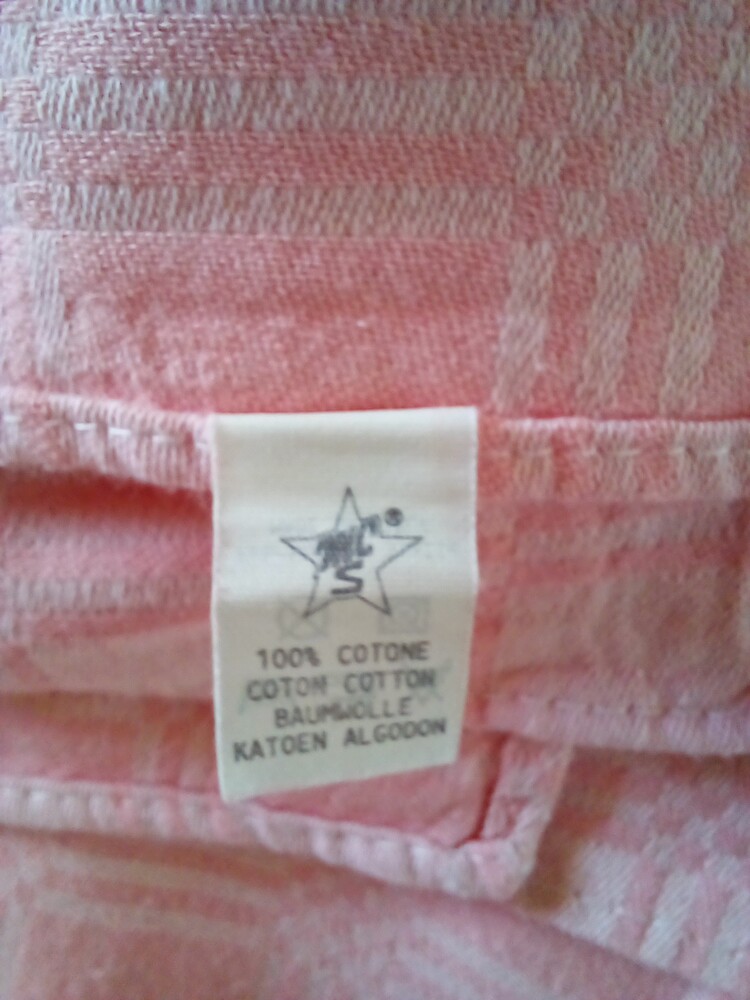 ®
S
100% COTONE
COTON COTTON
BAUMWOLLE
KATOEN ALGODON